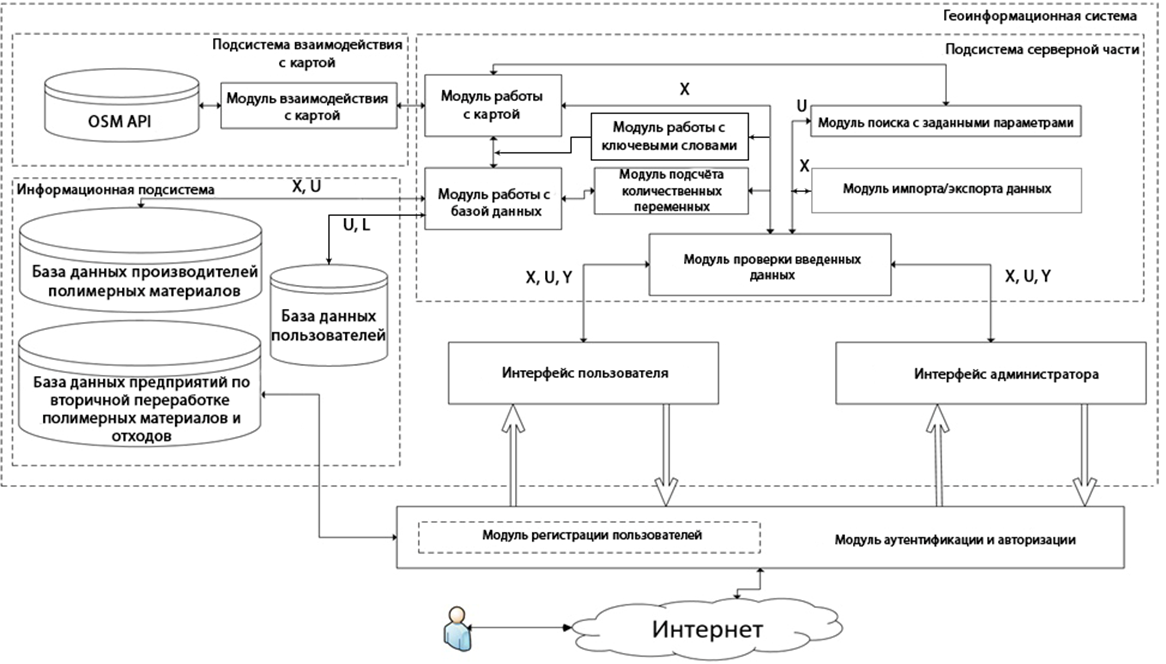 Геоинформационная система
Подсистема взаимодействия
с картой
OSM API
Модуль взаимодействия
с картой
Подсистема серверной части
Модуль работы
с картой
X
Модуль работы с
ключевыми словами
U
Модуль поиска с заданными параметрами
Модуль работы с
базой данных
Модуль подсчёта
количественных
переменных
X
Модуль импорта/экспорта данных
Модуль проверки введенных
данных
Информационная подсистема
X, U
U, L
База данных производителей
полимерных материалов
База данных
пользователей
База данных предприятий по
вторичной переработке
полимерных материалов и
отходов
X, U, Y
X, U, Y
Интерфейс пользователя
Интерфейс администратора
Модуль регистрации пользователей
Модуль аутентификации и авторизации
Интернет